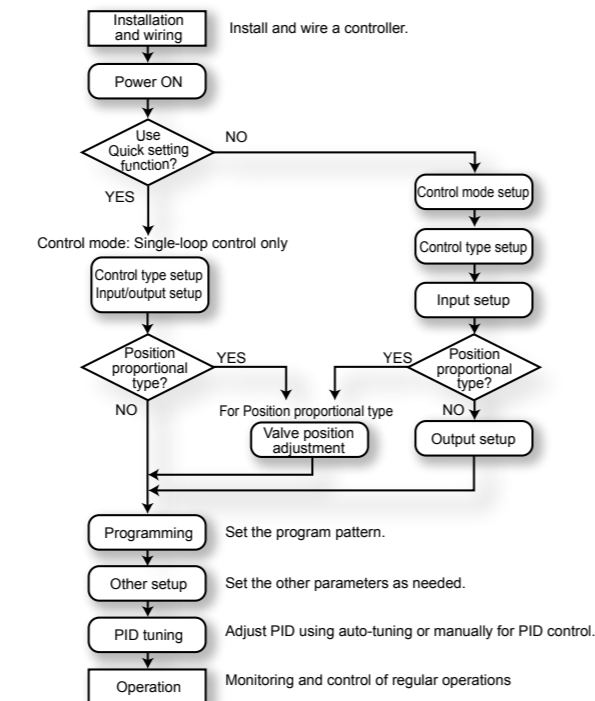 Installation
and wiring
Install and wire a controller.
Power ON
Use
Quick setting
function?
NO
YES
Control mode setup
Control mode: Single-loop control only
Control type setup
Control type setup
Input/output setup
Input setup
Position
proportional
type?
YES
YES
Position
proportional
type?
NO
For Position proportional type
NO
Valve position
adjustment
Output setup
Programming
Set the program pattern.
Other setup
Set the other parameters as needed.
PID tuning
Adjust PID using auto-tuning or manually for PID control.
Operation
Monitoring and control of regular operations